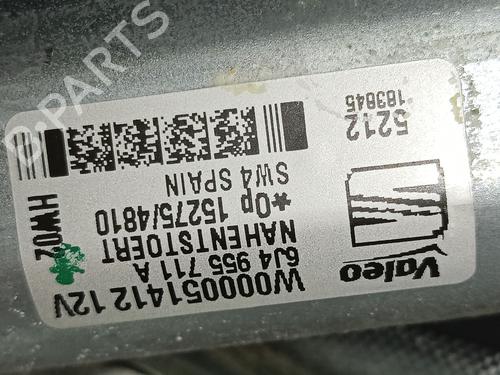 W000051412 12V
6J4 955 711 A
NAHENTSTOERT
*Op 15275/4810
SW4 SPAIN
HW02
Valeo
5212
183845
B-PARTS